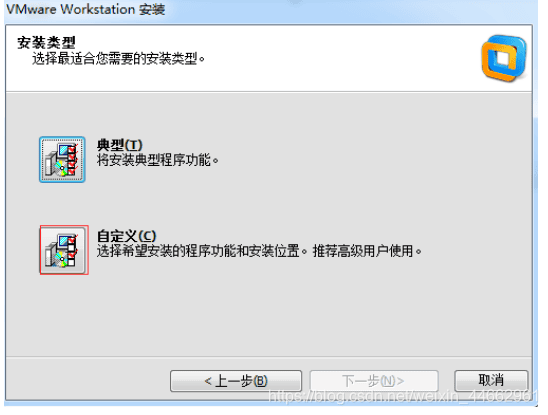 VMware Workstation 安装
安装类型
选择最适合您需要的安装类型。
典型(T)
将安装典型程序功能。
自定义(C)
选择希望安装的程序功能和安装位置。推荐高级用户使用。
< 上一步(B)
下一步(N) >
取消
https://blog.csdn.net/weixin_44662961